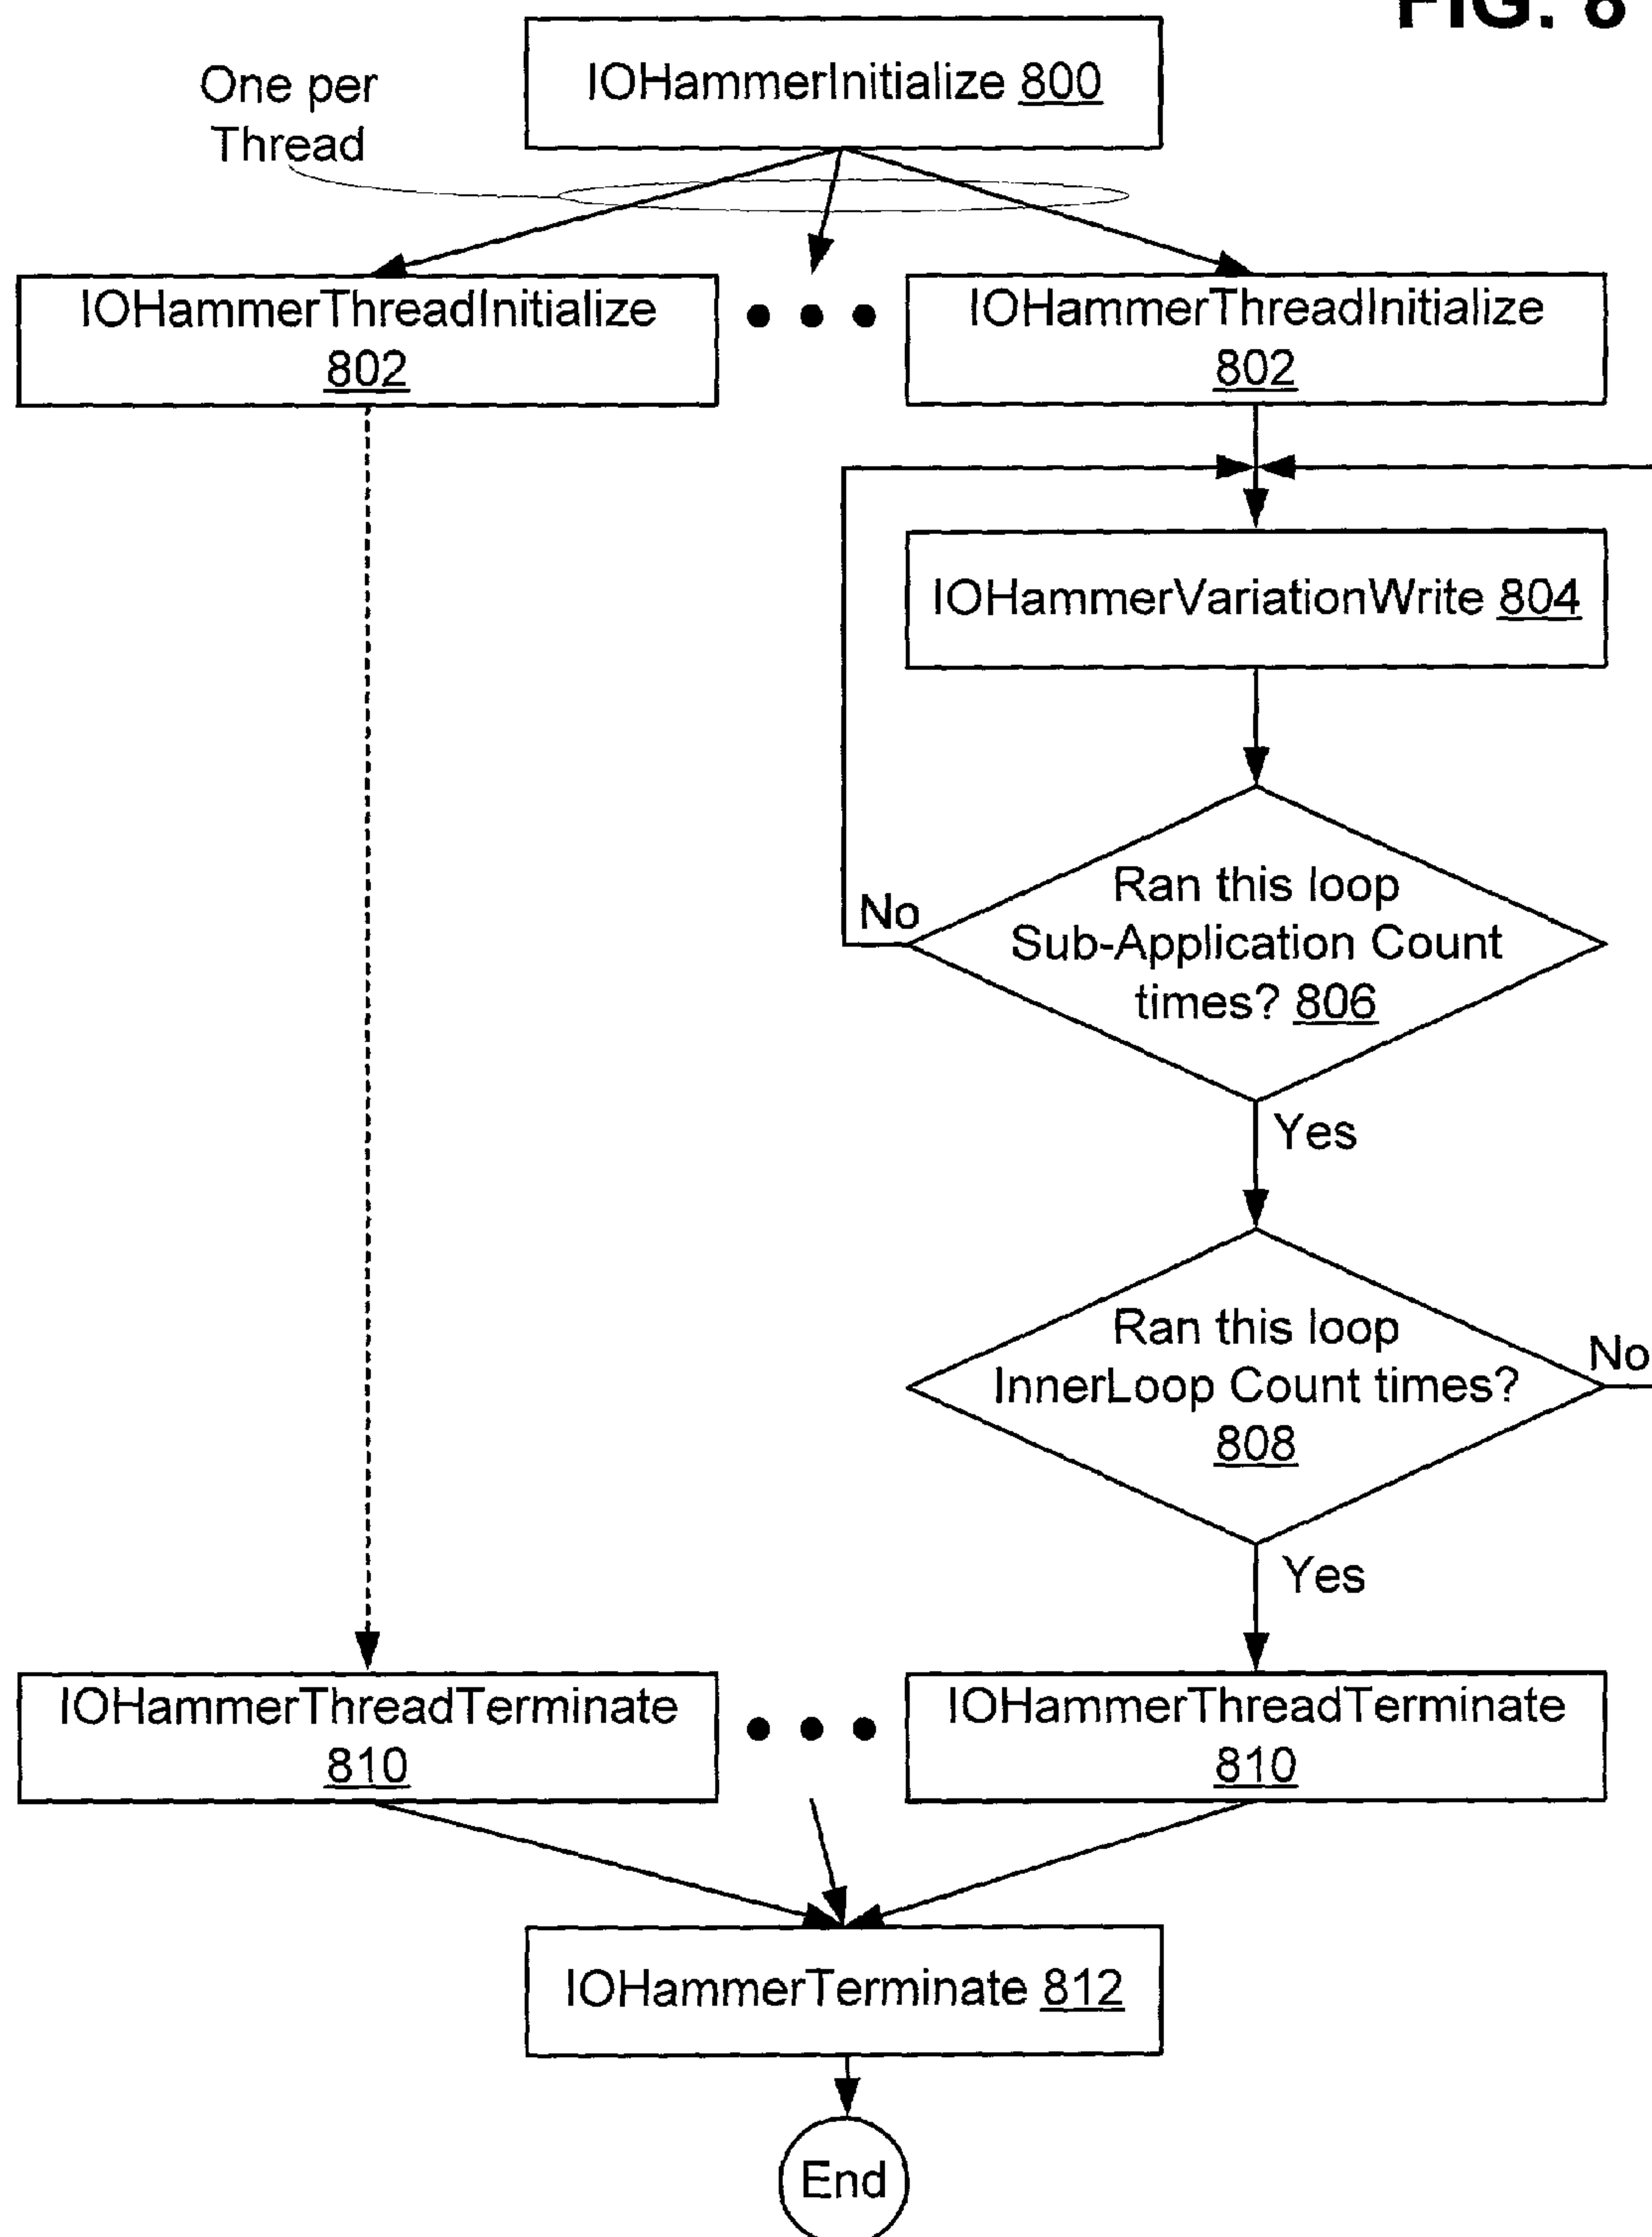 FIG. 8
IOHammerInitialize 800
One per
Thread
IOHammerThreadInitialize
802
IOHammerThreadInitialize
802
IOHammerVariationWrite 804
Ran this loop
Sub-Application Count
times? 806
No
Yes
Ran this loop
InnerLoop Count times?
808
No
Yes
IOHammerThreadTerminate
810
IOHammerThreadTerminate
810
IOHammerTerminate 812
End